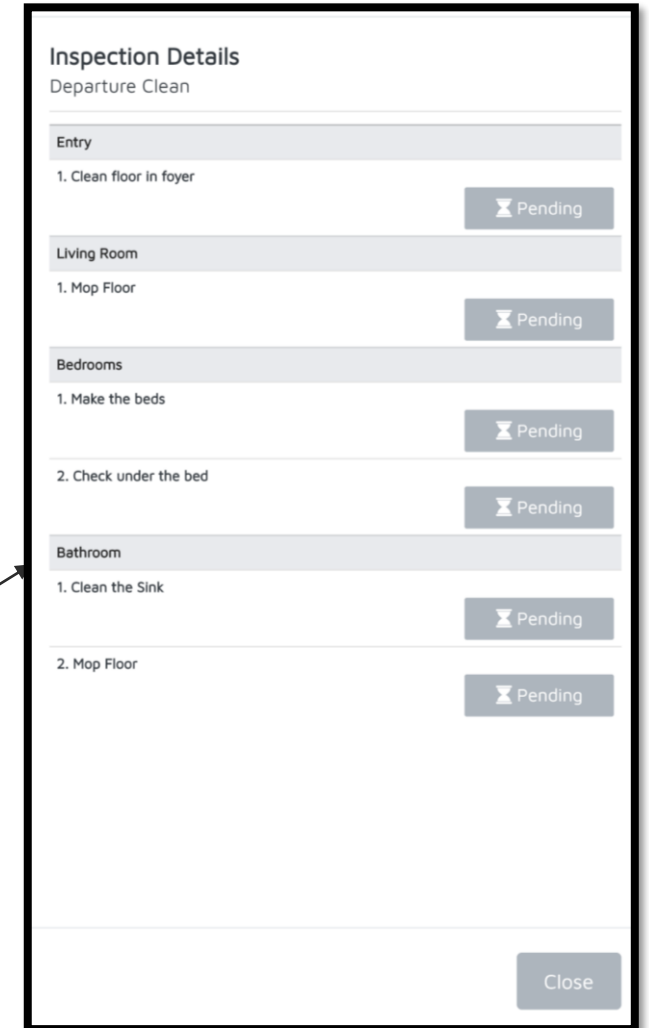 Inspection Details
Departure Clean
Entry
1. Clean floor in foyer
Pending
Living Room
1. Mop Floor
Pending
Bedrooms
1. Make the beds
Pending
2. Check under the bed
Pending
Bathroom
1. Clean the Sink
Pending
2. Mop Floor
Pending
Close